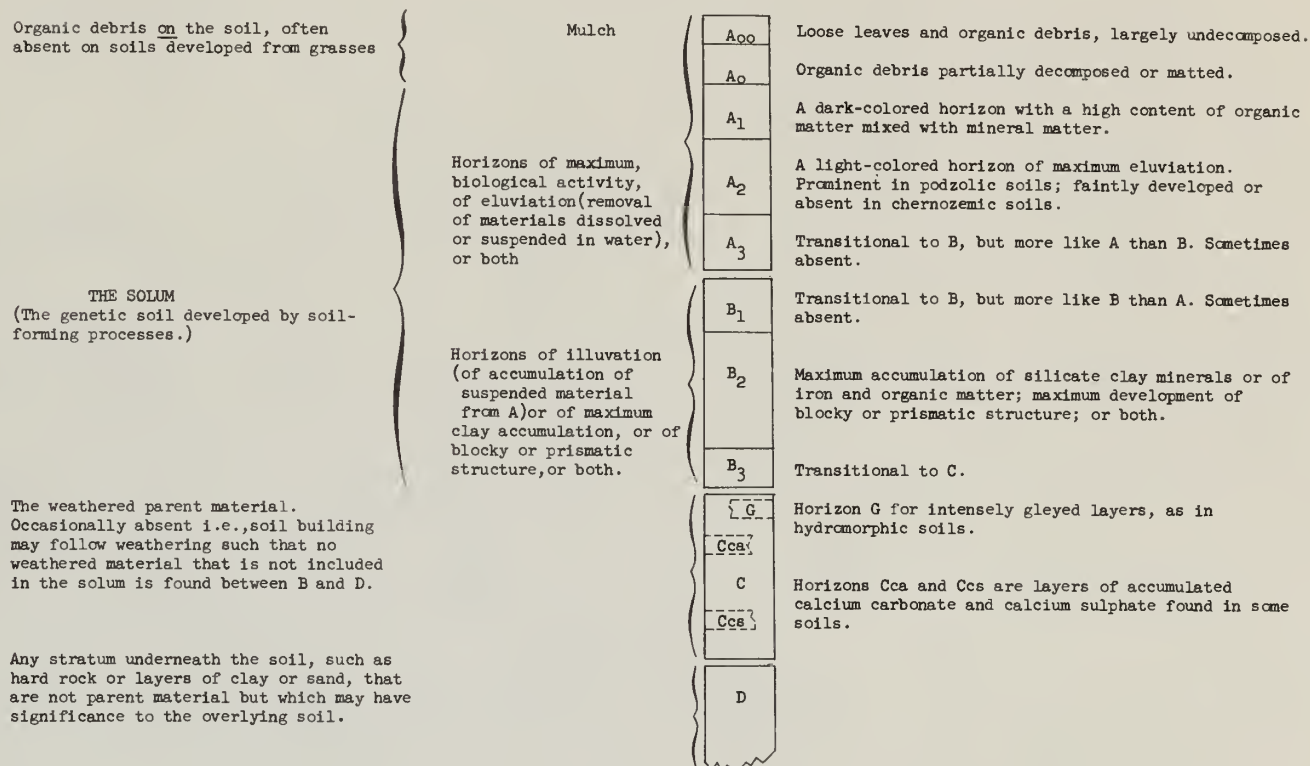 Organic debris on the soil, often
absent on soils developed from grasses
THE SOLUM
(The genetic soil developed by soil-
forming processes.)
The weathered parent material.
Occasionally absent i.e.,soil building
may follow weathering such that no
weathered material that is not included
in the solum is found between B and D.
Any stratum underneath the soil, such as
hard rock or layers of clay or sand, that
are not parent material but which may have
significance to the overlying soil.
Mulch
Horizons of maximum,
biological activity,
of eluviation(removal
of materials dissolved
or suspended in water),
or both
Horizons of illuvation
(of accumulation of
suspended material
from A)or of maximum
clay accumulation, or of
blocky or prismatic
structure,or both.
A₀₀
A₀
A₁
A₂
A₃
B₁
B₂
B₃
G
Cca
C
Ccs
D
Loose leaves and organic debris, largely undecomposed.
Organic debris partially decomposed or matted.
A dark-colored horizon with a high content of organic
matter mixed with mineral matter.
A light-colored horizon of maximum eluviation.
Prominent in podzolic soils; faintly developed or
absent in chernozemic soils.
Transitional to B, but more like A than B. Sometimes
absent.
Transitional to B, but more like B than A. Sometimes
absent.
Maximum accumulation of silicate clay minerals or of
iron and organic matter; maximum development of
blocky or prismatic structure; or both.
Transitional to C.
Horizon G for intensely gleyed layers, as in
hydromorphic soils.
Horizons Cca and Ccs are layers of accumulated
calcium carbonate and calcium sulphate found in some
soils.